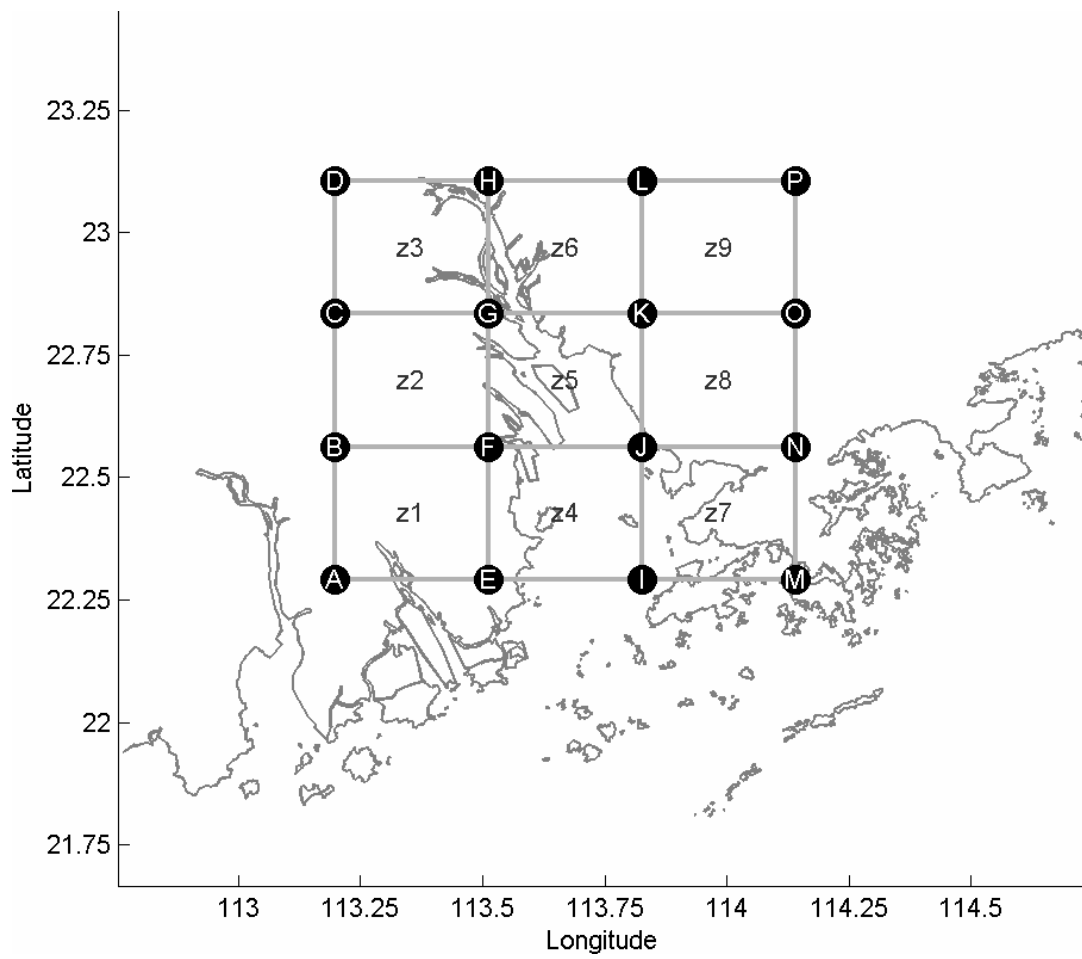 23.25
D H L P
23
z3 z6 z9
C G K O
22.75
z2 z5 z8
B F J N
22.5
z1 z4 z7
A E I M
22.25
22
21.75
Latitude
113 113.25 113.5 113.75 114 114.25 114.5
Longitude